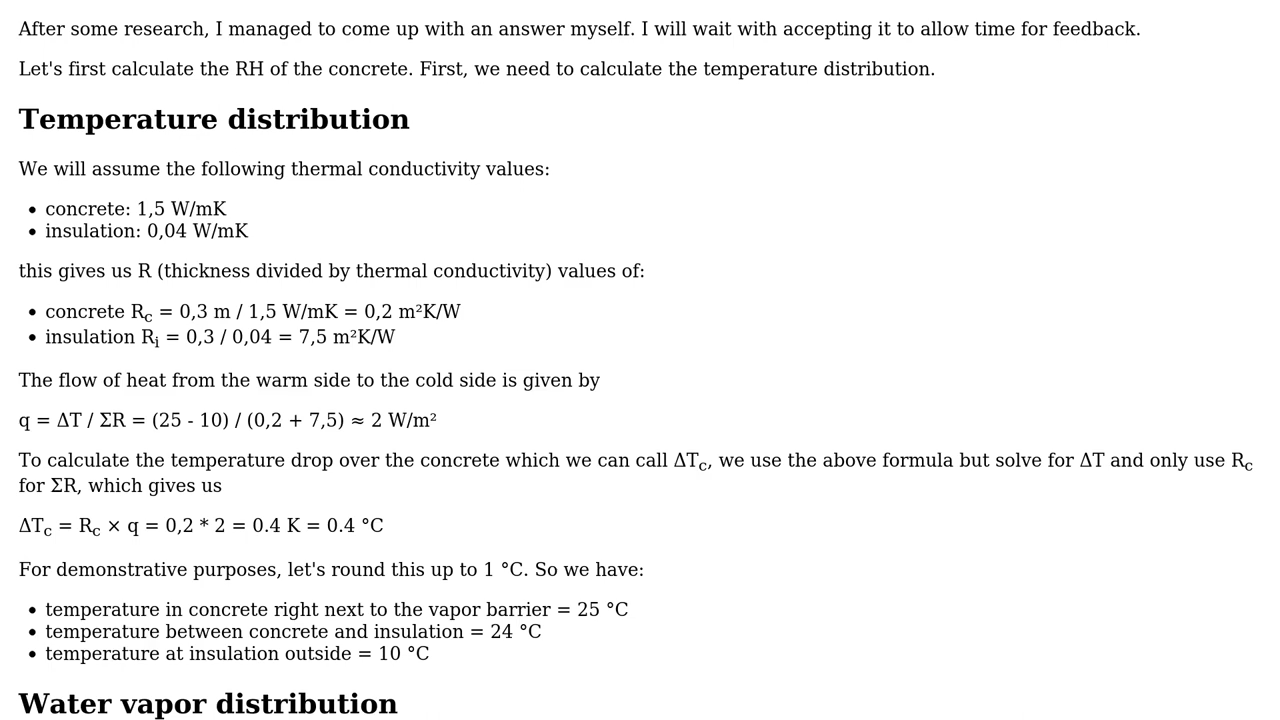 After some research, I managed to come up with an answer myself. I will wait with accepting it to allow time for feedback.
Let's first calculate the RH of the concrete. First, we need to calculate the temperature distribution.
Temperature distribution
We will assume the following thermal conductivity values:
• concrete: 1,5 W/mK
• insulation: 0,04 W/mK
this gives us R (thickness divided by thermal conductivity) values of:
• concrete Rc = 0,3 m / 1,5 W/mK = 0,2 m²K/W
• insulation Ri = 0,3 / 0,04 = 7,5 m²K/W
The flow of heat from the warm side to the cold side is given by
q = ΔT / ΣR = (25 - 10) / (0,2 + 7,5) ≈ 2 W/m²
To calculate the temperature drop over the concrete which we can call ΔTc, we use the above formula but solve for ΔT and only use Rc
for ΣR, which gives us
ΔTc = Rc × q = 0,2 * 2 = 0.4 K = 0.4 °C
For demonstrative purposes, let's round this up to 1 °C. So we have:
• temperature in concrete right next to the vapor barrier = 25 °C
• temperature between concrete and insulation = 24 °C
• temperature at insulation outside = 10 °C
Water vapor distribution